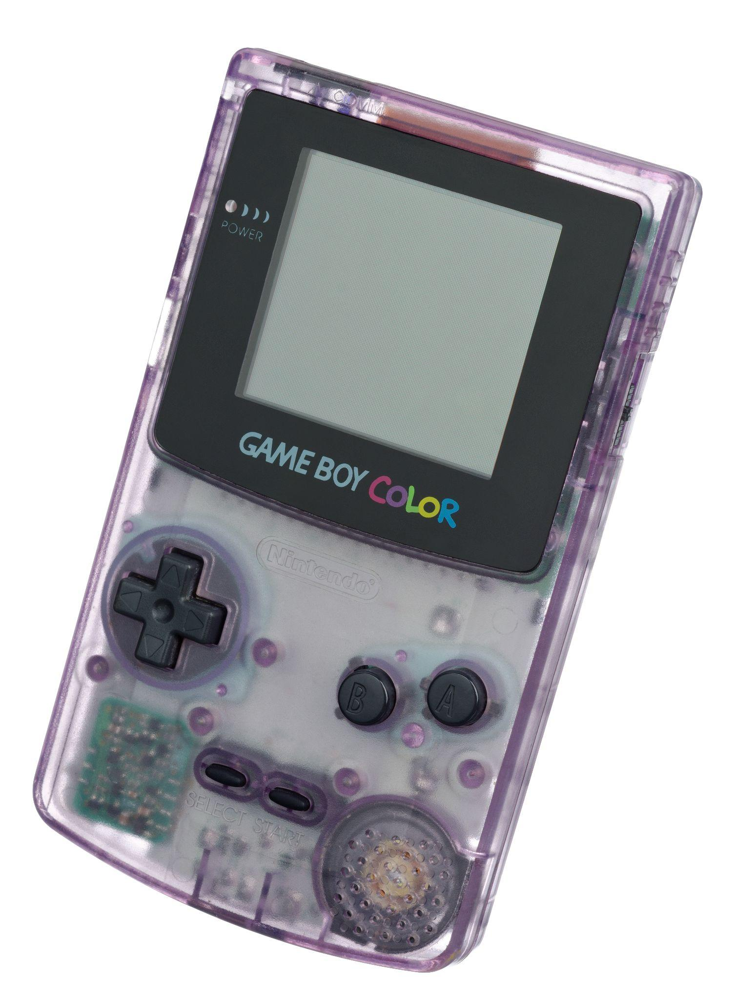 COMM
POWER
GAME BOY COLOR
Nintendo®
B A
SELECT START